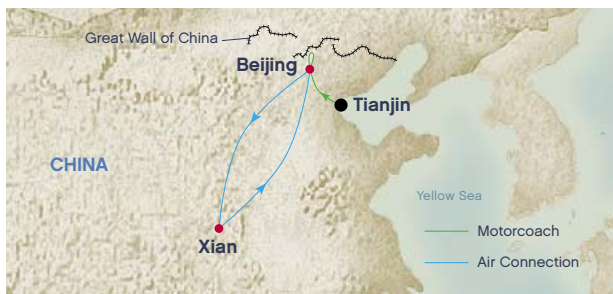 Great Wall of China
Beijing
Tianjin
CHINA
Yellow Sea
Xian
Motorcoach
Air Connection